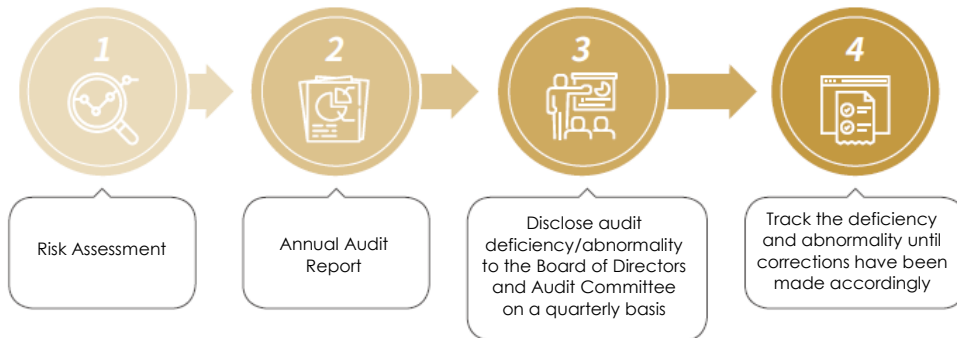 1
2
3
4
Risk Assessment
Annual Audit
Report
Disclose audit
deficiency/abnormality
to the Board of Directors
and Audit Committee
on a quarterly basis
Track the deficiency
and abnormality until
corrections have been
made accordingly